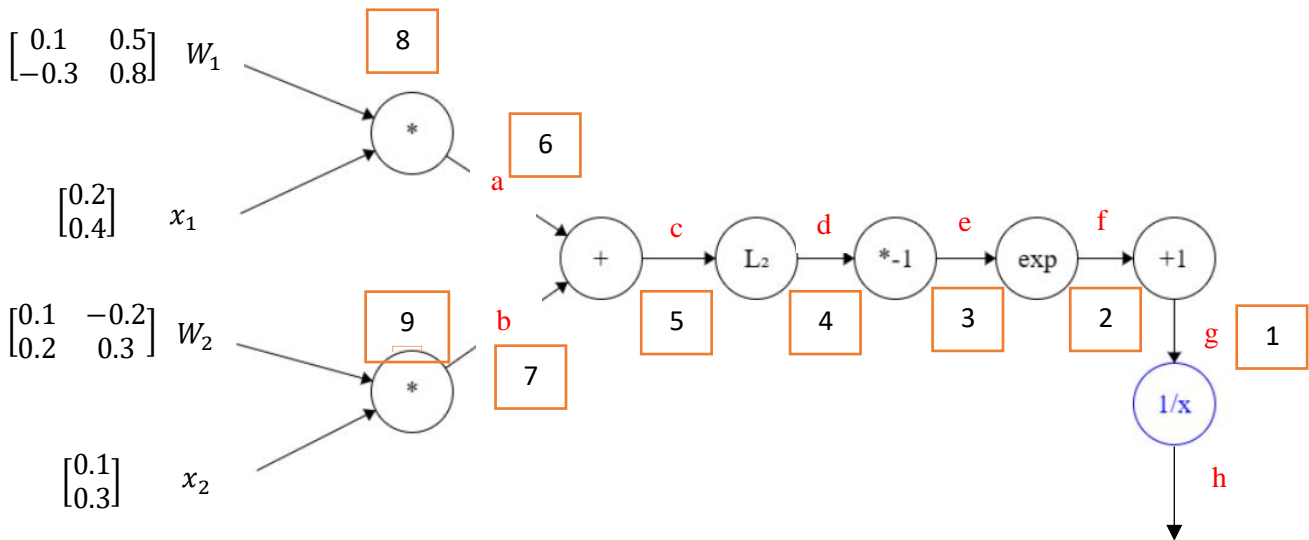 [0.1 0.5
−0.3 0.8] W₁
8
*
6
a
[0.2
0.4] x₁
c
d
e
f
+
L₂
*-1
exp
+1
[0.1 −0.2
0.2 0.3] W₂
9
b
5
4
3
2
g
1
7
*
1/x
[0.1
0.3] x₂
h